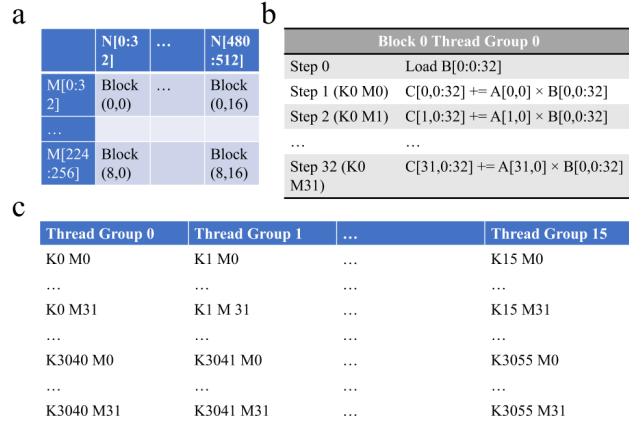 a
N[0:3 2] … N[480 :512]
M[0:3 2] Block (0,0) … Block (0,16)
…
M[224 :256] Block (8,0) Block (8,16)
b
Block 0 Thread Group 0
Step 0 Load B[0:0:32]
Step 1 (K0 M0) C[0,0:32] += A[0,0] × B[0,0:32]
Step 2 (K0 M1) C[1,0:32] += A[1,0] × B[0,0:32]
… …
Step 32 (K0 M31) C[31,0:32] += A[31,0] × B[0,0:32]
c
Thread Group 0 Thread Group 1 … Thread Group 15
K0 M0 K1 M0 … K15 M0
… … … …
K0 M31 K1 M 31 … K15 M31
… … … …
K3040 M0 K3041 M0 … K3055 M0
… … … …
K3040 M31 K3041 M31 … K3055 M31